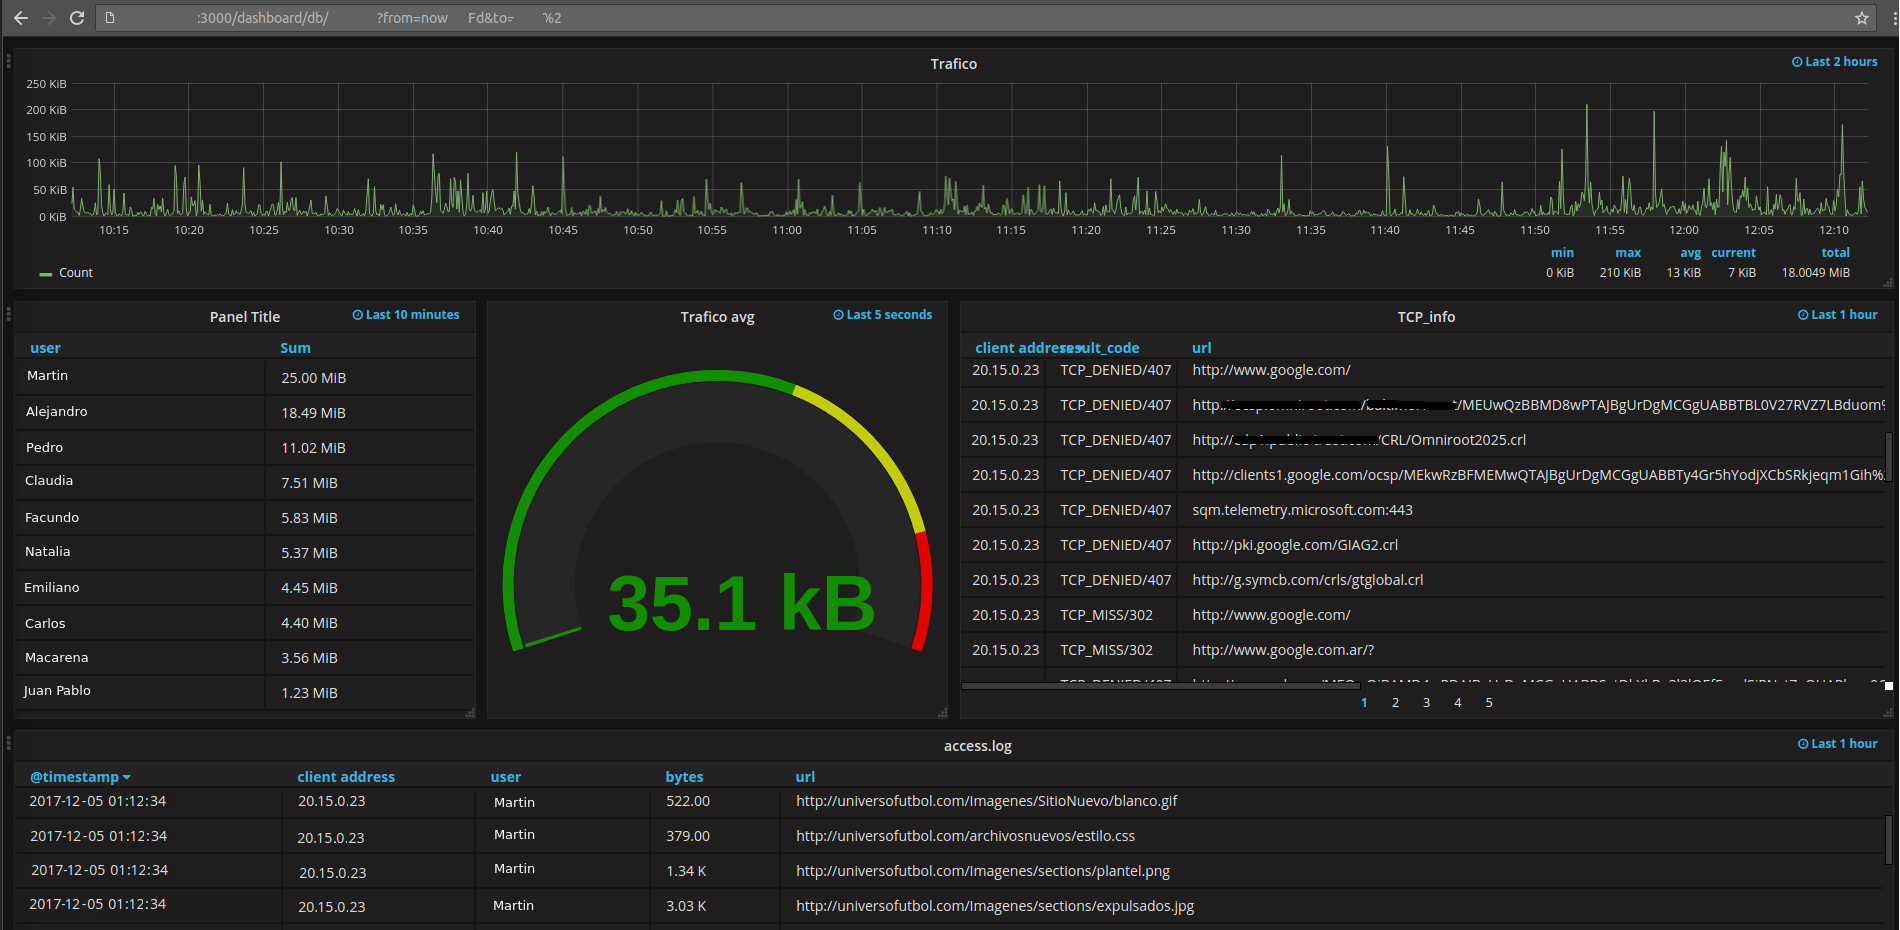 :3000/dashboard/db/ ?from=now Fd&to= %2
Trafico
Last 2 hours
250 KiB
200 KiB
150 KiB
100 KiB
50 KiB
0 KiB
10:15 10:20 10:25 10:30 10:35 10:40 10:45 10:50 10:55 11:00 11:05 11:10 11:15 11:20 11:25 11:30 11:35 11:40 11:45 11:50 11:55 12:00 12:05 12:10
min max avg current total
Count 0 KiB 210 KiB 13 KiB 7 KiB 18.0049 MiB
Panel Title
Last 10 minutes
user Sum
Martin 25.00 MiB
Alejandro 18.49 MiB
Pedro 11.02 MiB
Claudia 7.51 MiB
Facundo 5.83 MiB
Natalia 5.37 MiB
Emiliano 4.45 MiB
Carlos 4.40 MiB
Macarena 3.56 MiB
Juan Pablo 1.23 MiB
Trafico avg
Last 5 seconds
35.1 kB
TCP_info
Last 1 hour
client address result_code url
20.15.0.23 TCP_DENIED/407 http://www.google.com/
20.15.0.23 TCP_DENIED/407 http: /MEUwQzBBMD8wPTAJBgUrDgMCGgUABBTBL0V27RVZ7LBduom%
20.15.0.23 TCP_DENIED/407 http:// /CRL/Omniroot2025.crl
20.15.0.23 TCP_DENIED/407 http://clients1.google.com/ocsp/MEkwRzBFMEMwQTAJBgUrDgMCGgUABBTy4Gr5hYodjXCbSRkjeqm1Gih%
20.15.0.23 TCP_DENIED/407 sqm.telemetry.microsoft.com:443
20.15.0.23 TCP_DENIED/407 http://pki.google.com/GIAG2.crl
20.15.0.23 TCP_DENIED/407 http://g.symcb.com/crls/gtglobal.crl
20.15.0.23 TCP_MISS/302 http://www.google.com/
20.15.0.23 TCP_MISS/302 http://www.google.com.ar/?
1 2 3 4 5
access.log
Last 1 hour
@timestamp client address user bytes url
2017-12-05 01:12:34 20.15.0.23 Martin 522.00 http://universofutbol.com/Imagenes/SitioNuevo/blanco.gif
2017-12-05 01:12:34 20.15.0.23 Martin 379.00 http://universofutbol.com/archivosnuevos/estilo.css
2017-12-05 01:12:34 20.15.0.23 Martin 1.34 K http://universofutbol.com/Imagenes/sections/plantel.png
2017-12-05 01:12:34 20.15.0.23 Martin 3.03 K http://universofutbol.com/Imagenes/sections/expulsados.jpg